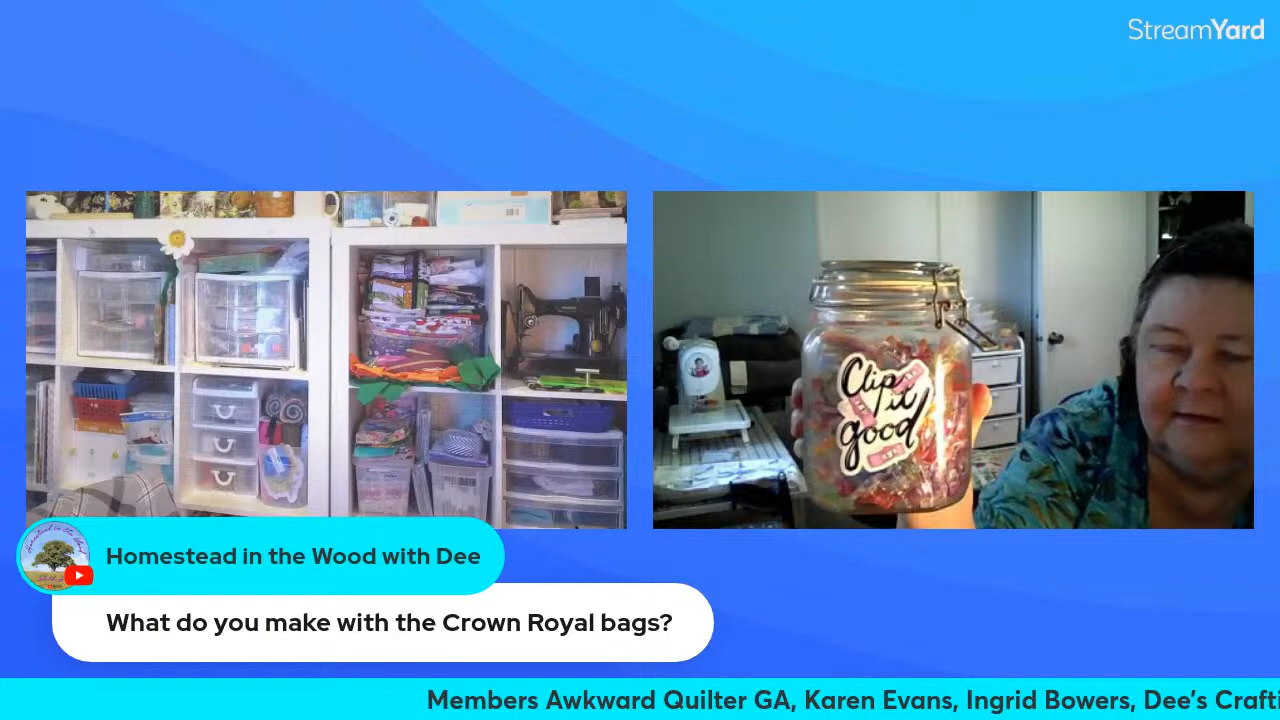 StreamYard
Clip
it
good
Homestead in the Wood with Dee
What do you make with the Crown Royal bags?
Members Awkward Quilter GA, Karen Evans, Ingrid Bowers, Dee's Crafti